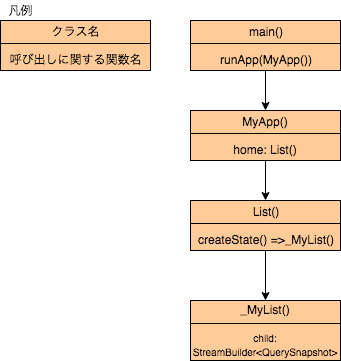 凡例
クラス名
呼び出しに関する関数名
main()
runApp(MyApp())
MyApp()
home: List()
List()
createState() =>_MyList()
_MyList()
child:
StreamBuilder<QuerySnapshot>